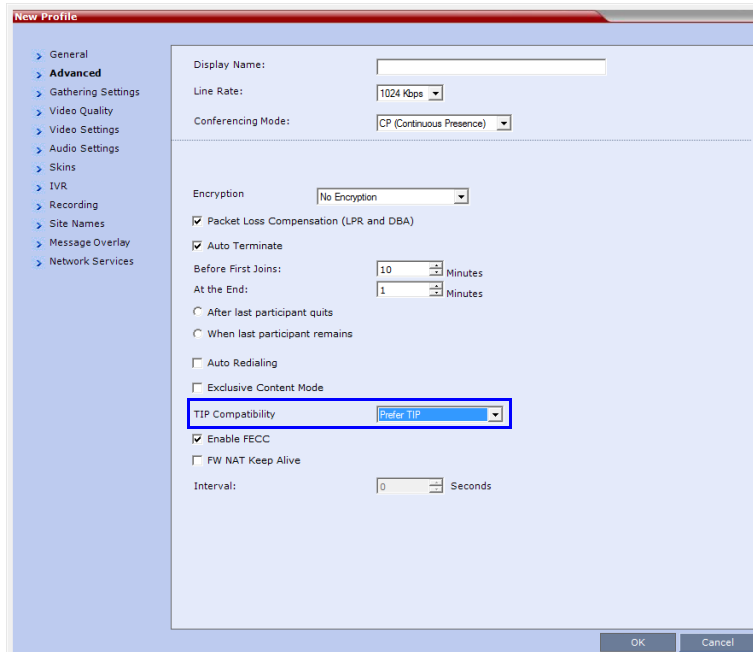 New Profile
General
Advanced
Gathering Settings
Video Quality
Video Settings
Audio Settings
Skins
IVR
Recording
Site Names
Message Overlay
Network Services
Display Name:
Line Rate: 1024 Kbps
Conferencing Mode: CP (Continuous Presence)
Encryption No Encryption
Packet Loss Compensation (LPR and DBA)
Auto Terminate
Before First Joins: 10 Minutes
At the End: 1 Minutes
After last participant quits
When last participant remains
Auto Redialing
Exclusive Content Mode
TIP Compatibility Prefer TIP
Enable FECC
FW NAT Keep Alive
Interval: 0 Seconds
OK Cancel